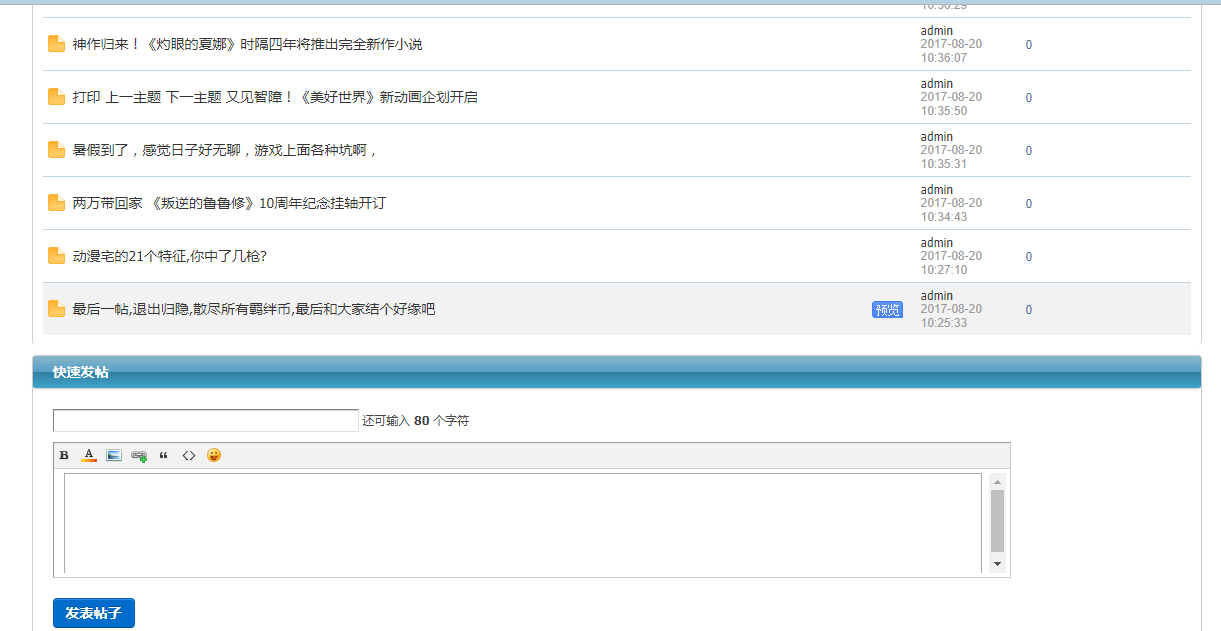 神作归来！《灼眼的夏娜》时隔四年将推出完全新作小说
admin
2017-08-20
10:36:07
0
打印 上一主题 下一主题 又见智障！《美好世界》新动画企划开启
admin
2017-08-20
10:35:50
0
暑假到了，感觉日子好无聊，游戏上面各种坑啊，
admin
2017-08-20
10:35:31
0
两万带回家 《叛逆的鲁鲁修》10周年纪念挂轴开订
admin
2017-08-20
10:34:43
0
动漫宅的21个特征,你中了几枪?
admin
2017-08-20
10:27:10
0
最后一帖,退出归隐,散尽所有羁绊币,最后和大家结个好缘吧
预览
admin
2017-08-20
10:25:33
0
快速发帖
还可输入 80 个字符
B A “ <>
发表帖子